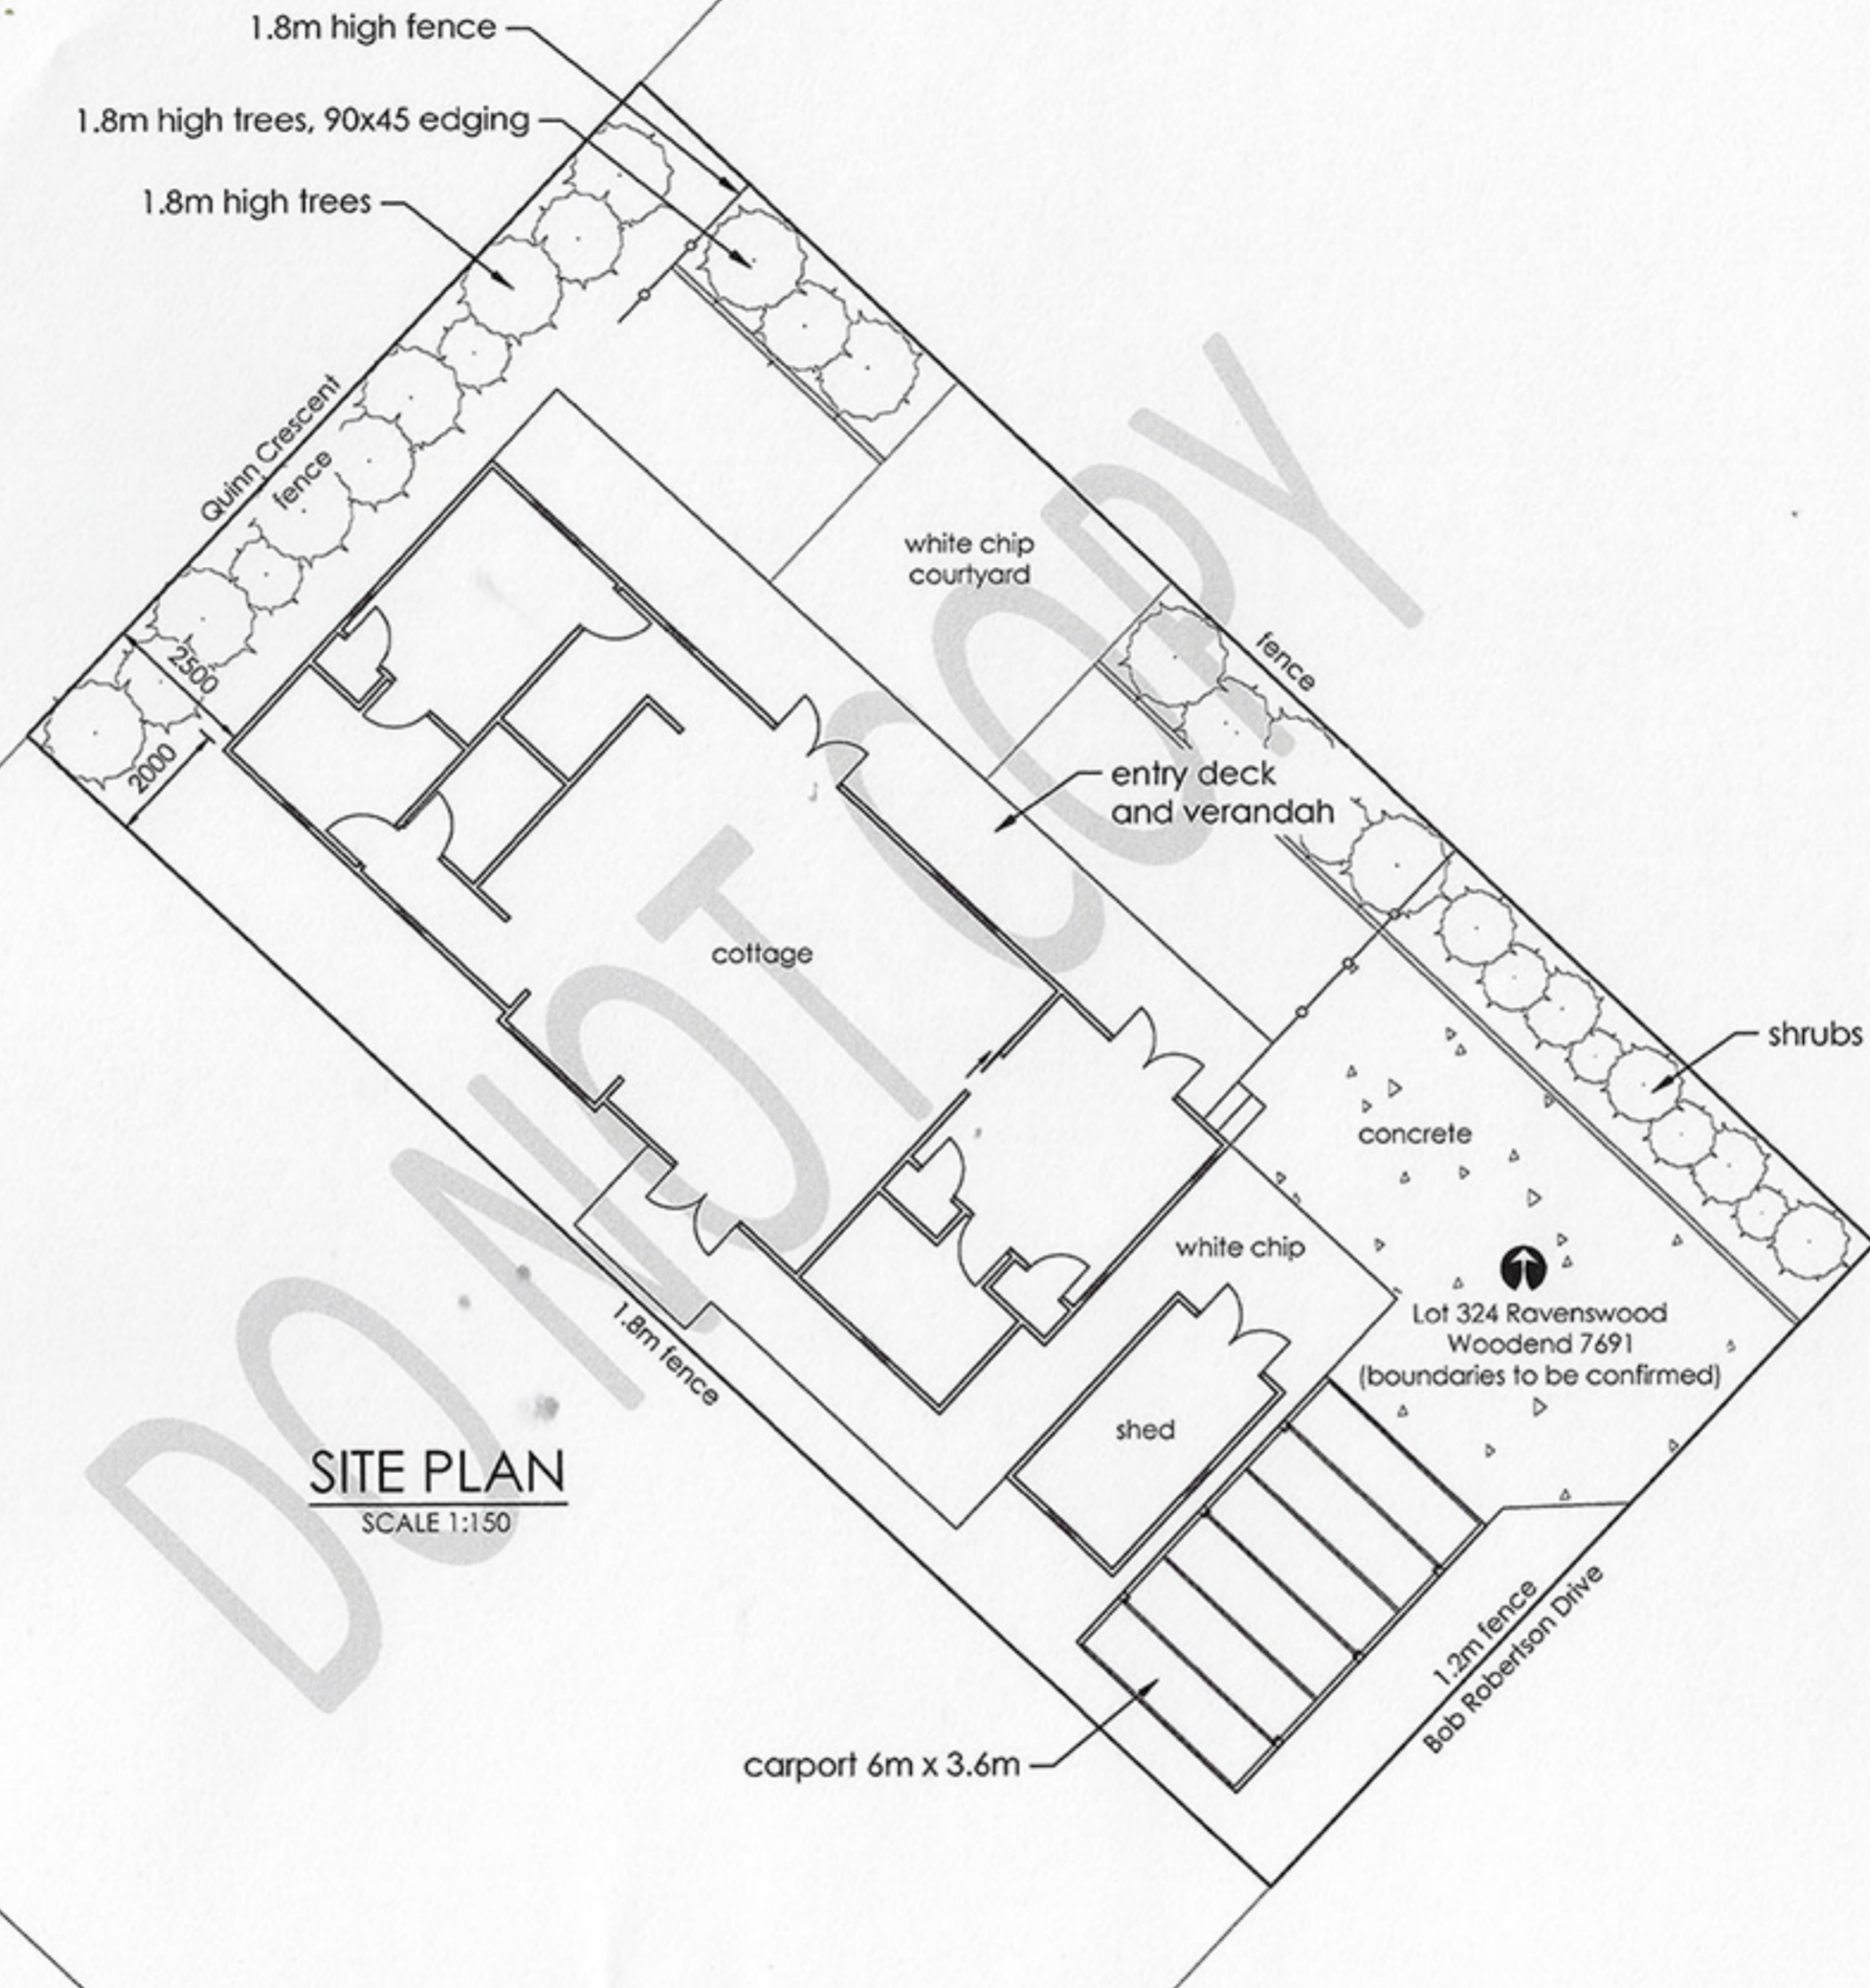 1.8m high fence
1.8m high trees, 90x45 edging
1.8m high trees
Quinn Crescent
fence
2500
2000
white chip
courtyard
fence
entry deck
and verandah
cottage
shrubs
concrete
white chip
Lot 324 Ravenswood
Woodend 7691
(boundaries to be confirmed)
shed
1.8m fence
SITE PLAN
SCALE 1:150
1.2m fence
Bob Robertson Drive
carport 6m x 3.6m
DO NOT COPY